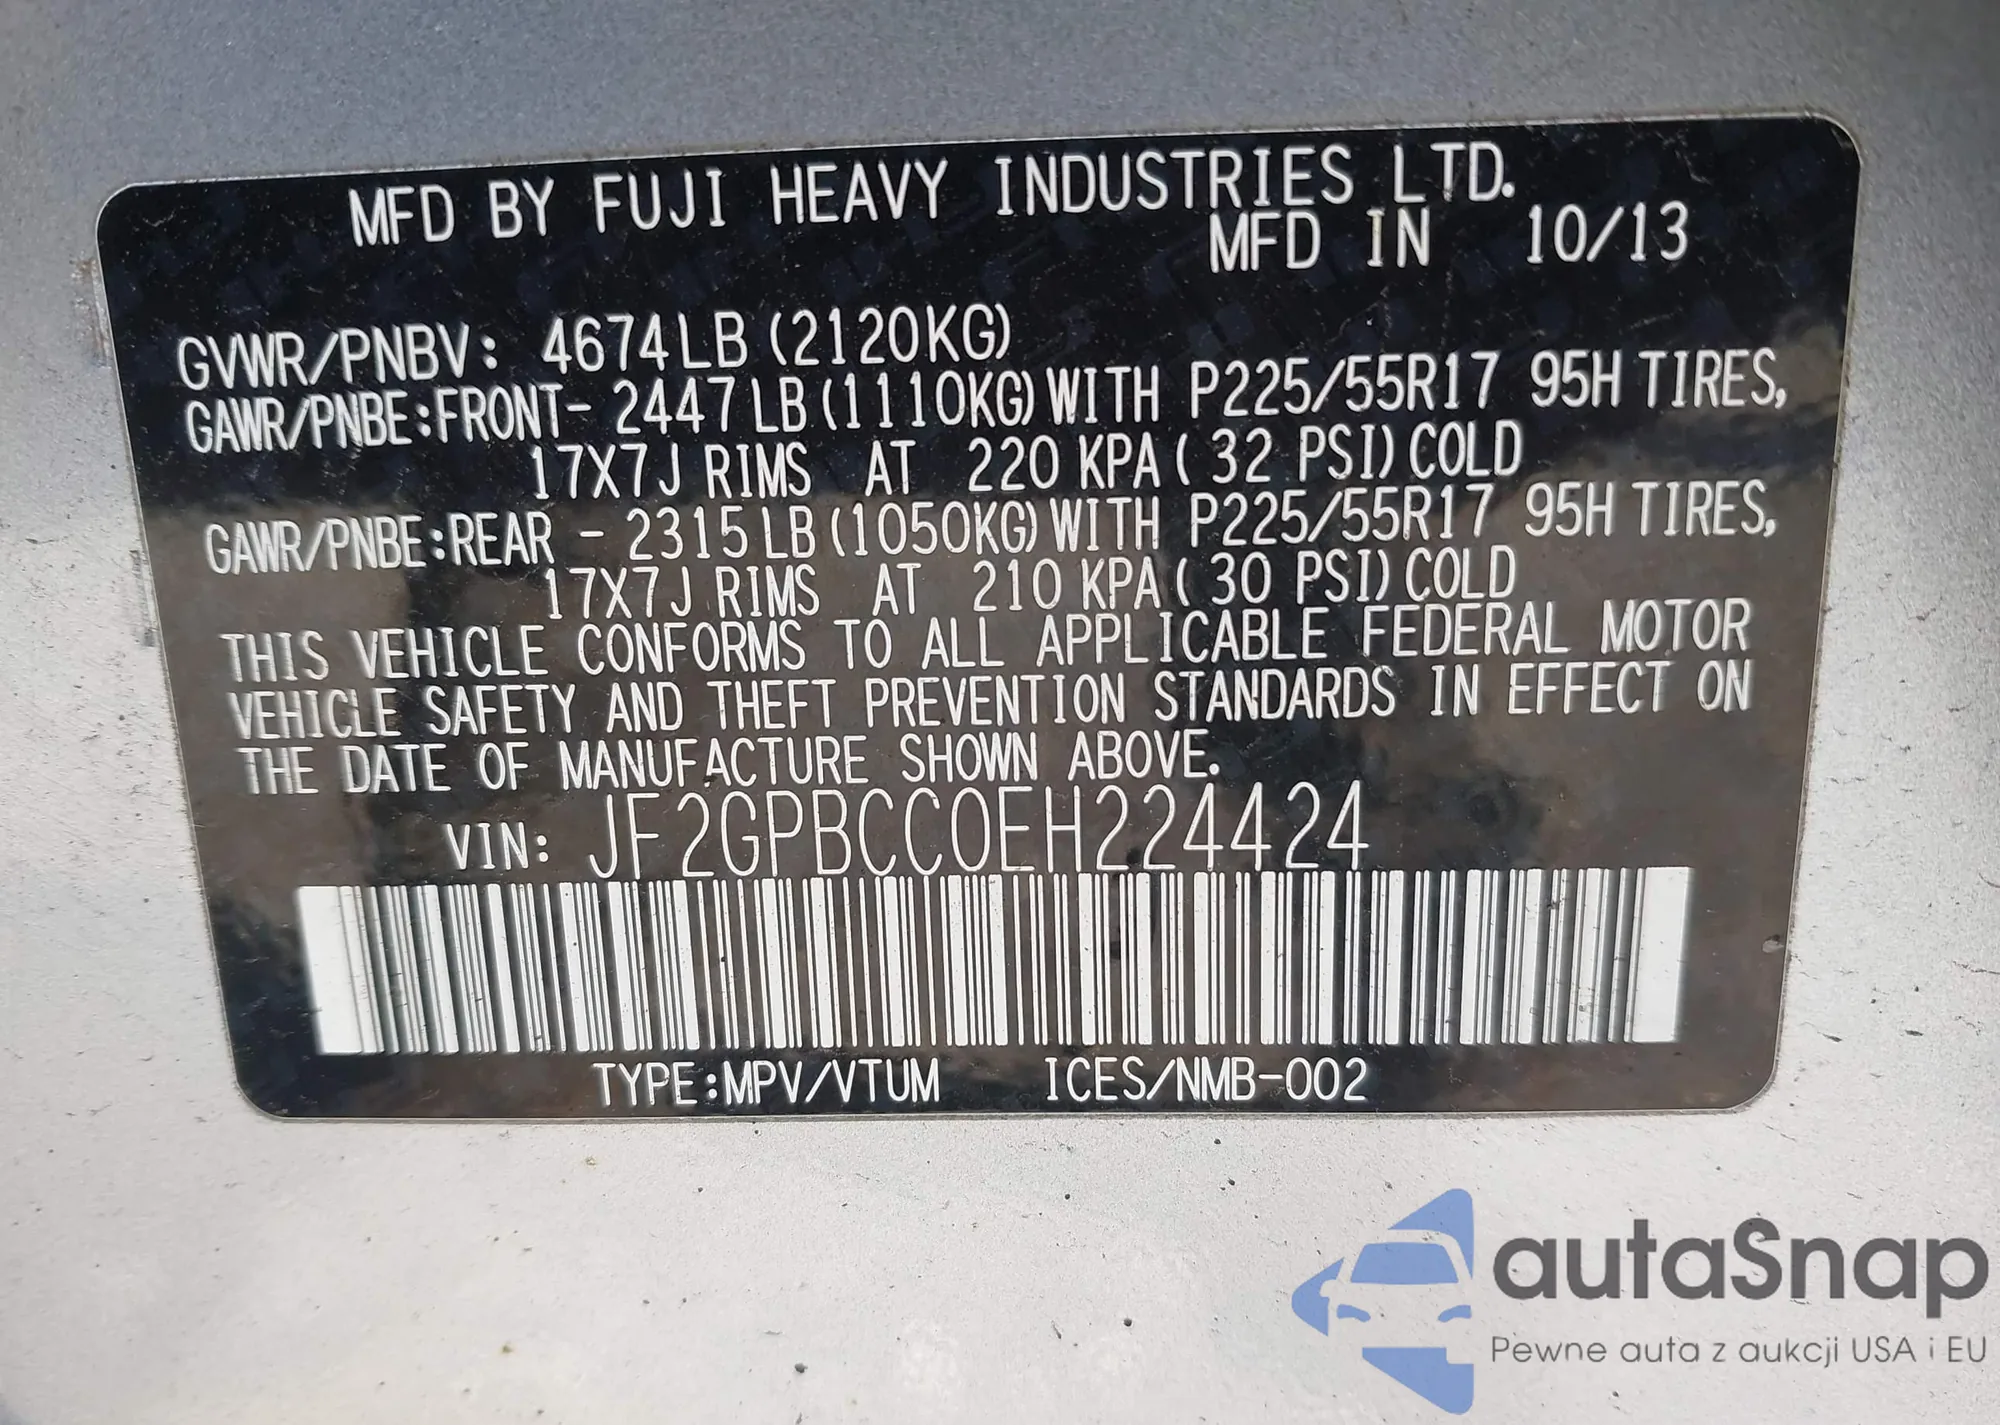 MFD BY FUJI HEAVY INDUSTRIES LTD.
MFD IN 10/13
GVWR/PNBV: 4674LB (2120KG)
GAWR/PNBE:FRONT- 2447LB (1110KG) WITH P225/55R17 95H TIRES,
17X7J RIMS AT 220 KPA ( 32 PSI) COLD
GAWR/PNBE:REAR - 2315LB (1050KG) WITH P225/55R17 95H TIRES,
17X7J RIMS AT 210 KPA ( 30 PSI) COLD
THIS VEHICLE CONFORMS TO ALL APPLICABLE FEDERAL MOTOR
VEHICLE SAFETY AND THEFT PREVENTION STANDARDS IN EFFECT ON
THE DATE OF MANUFACTURE SHOWN ABOVE.
VIN: JF2GPBCC0EH224424
TYPE:MPV/VTUM ICES/NMB-002
autaSnap
Pewne auta z aukcji USA i EU